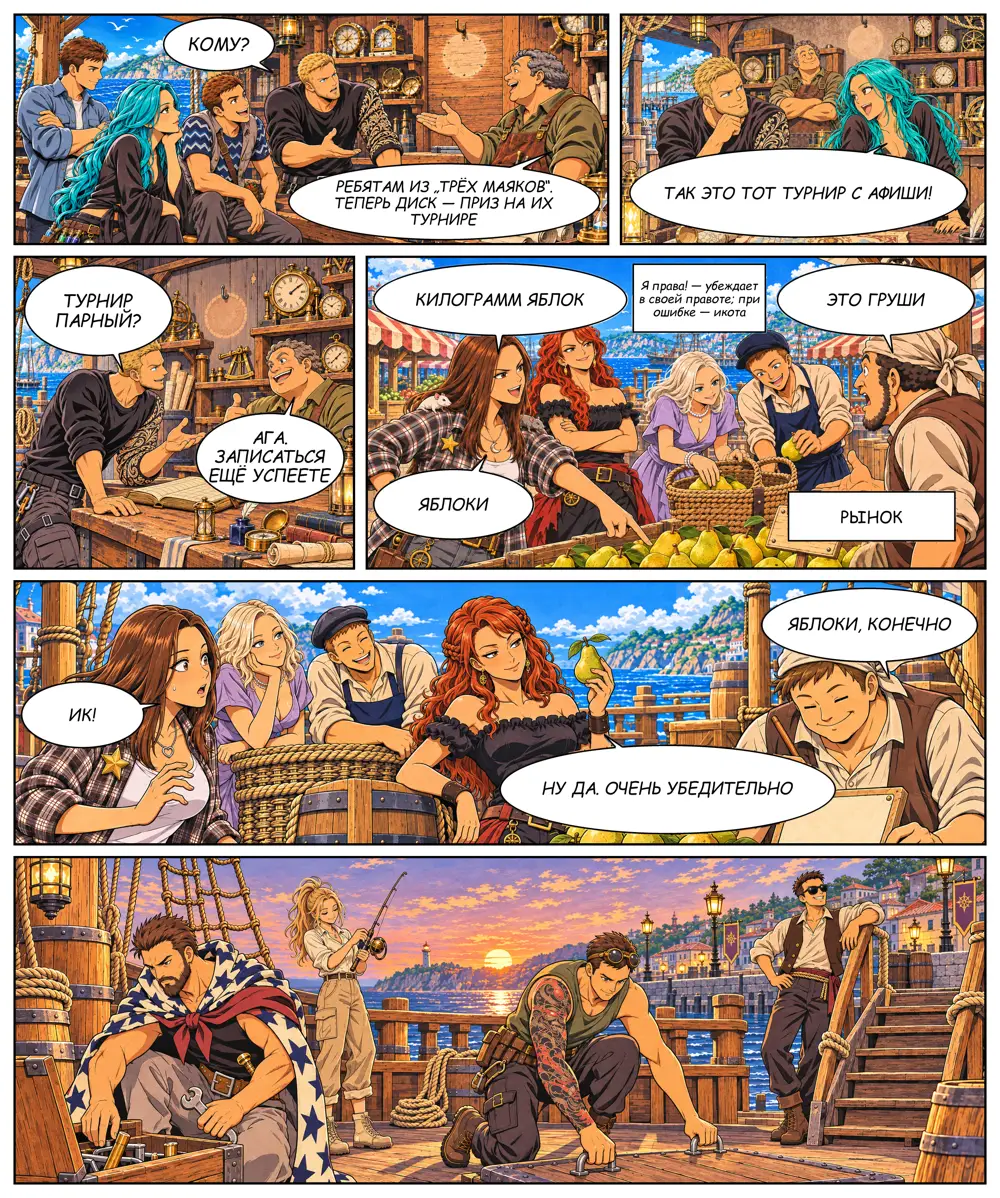 КОМУ?
РЕБЯТАМ ИЗ „ТРЁХ МАЯКОВ“.
ТЕПЕРЬ ДИСК — ПРИЗ НА ИХ
ТУРНИРЕ
ТАК ЭТО ТОТ ТУРНИР С АФИШИ!
ТУРНИР
ПАРНЫЙ?
АГА.
ЗАПИСАТЬСЯ
ЕЩЁ УСПЕЕТЕ
КИЛОГРАММ ЯБЛОК
Я права! — убеждает
в своей правоте; при
ошибке — икота
ЭТО ГРУШИ
ЯБЛОКИ
РЫНОК
ИК!
ЯБЛОКИ, КОНЕЧНО
НУ ДА. ОЧЕНЬ УБЕДИТЕЛЬНО